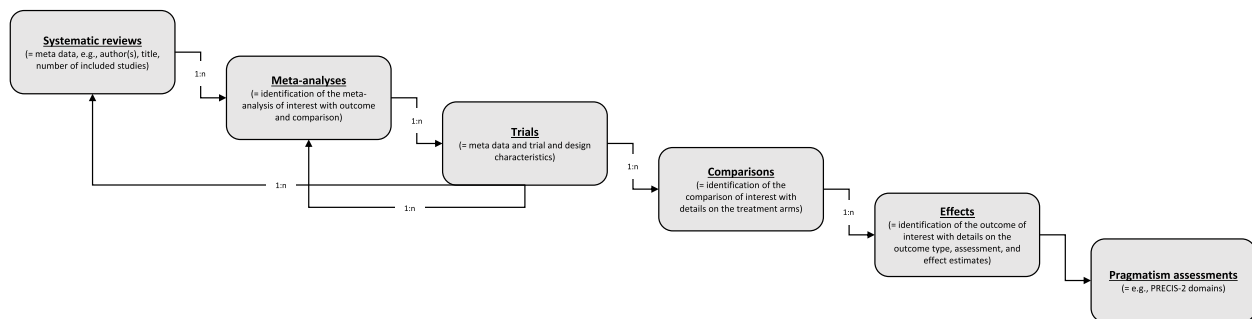 Systematic reviews
(= meta data, e.g., author(s), title,
number of included studies)
1:n
Meta-analyses
(= identification of the meta-
analysis of interest with outcome
and comparison)
1:n
Trials
(= meta data and trial and design
characteristics)
1:n
1:n
1:n
Comparisons
(= identification of the
comparison of interest with
details on the treatment arms)
1:n
Effects
(= identification of the outcome of
interest with details on the
outcome type, assessment, and
effect estimates)
Pragmatism assessments
(= e.g., PRECIS-2 domains)